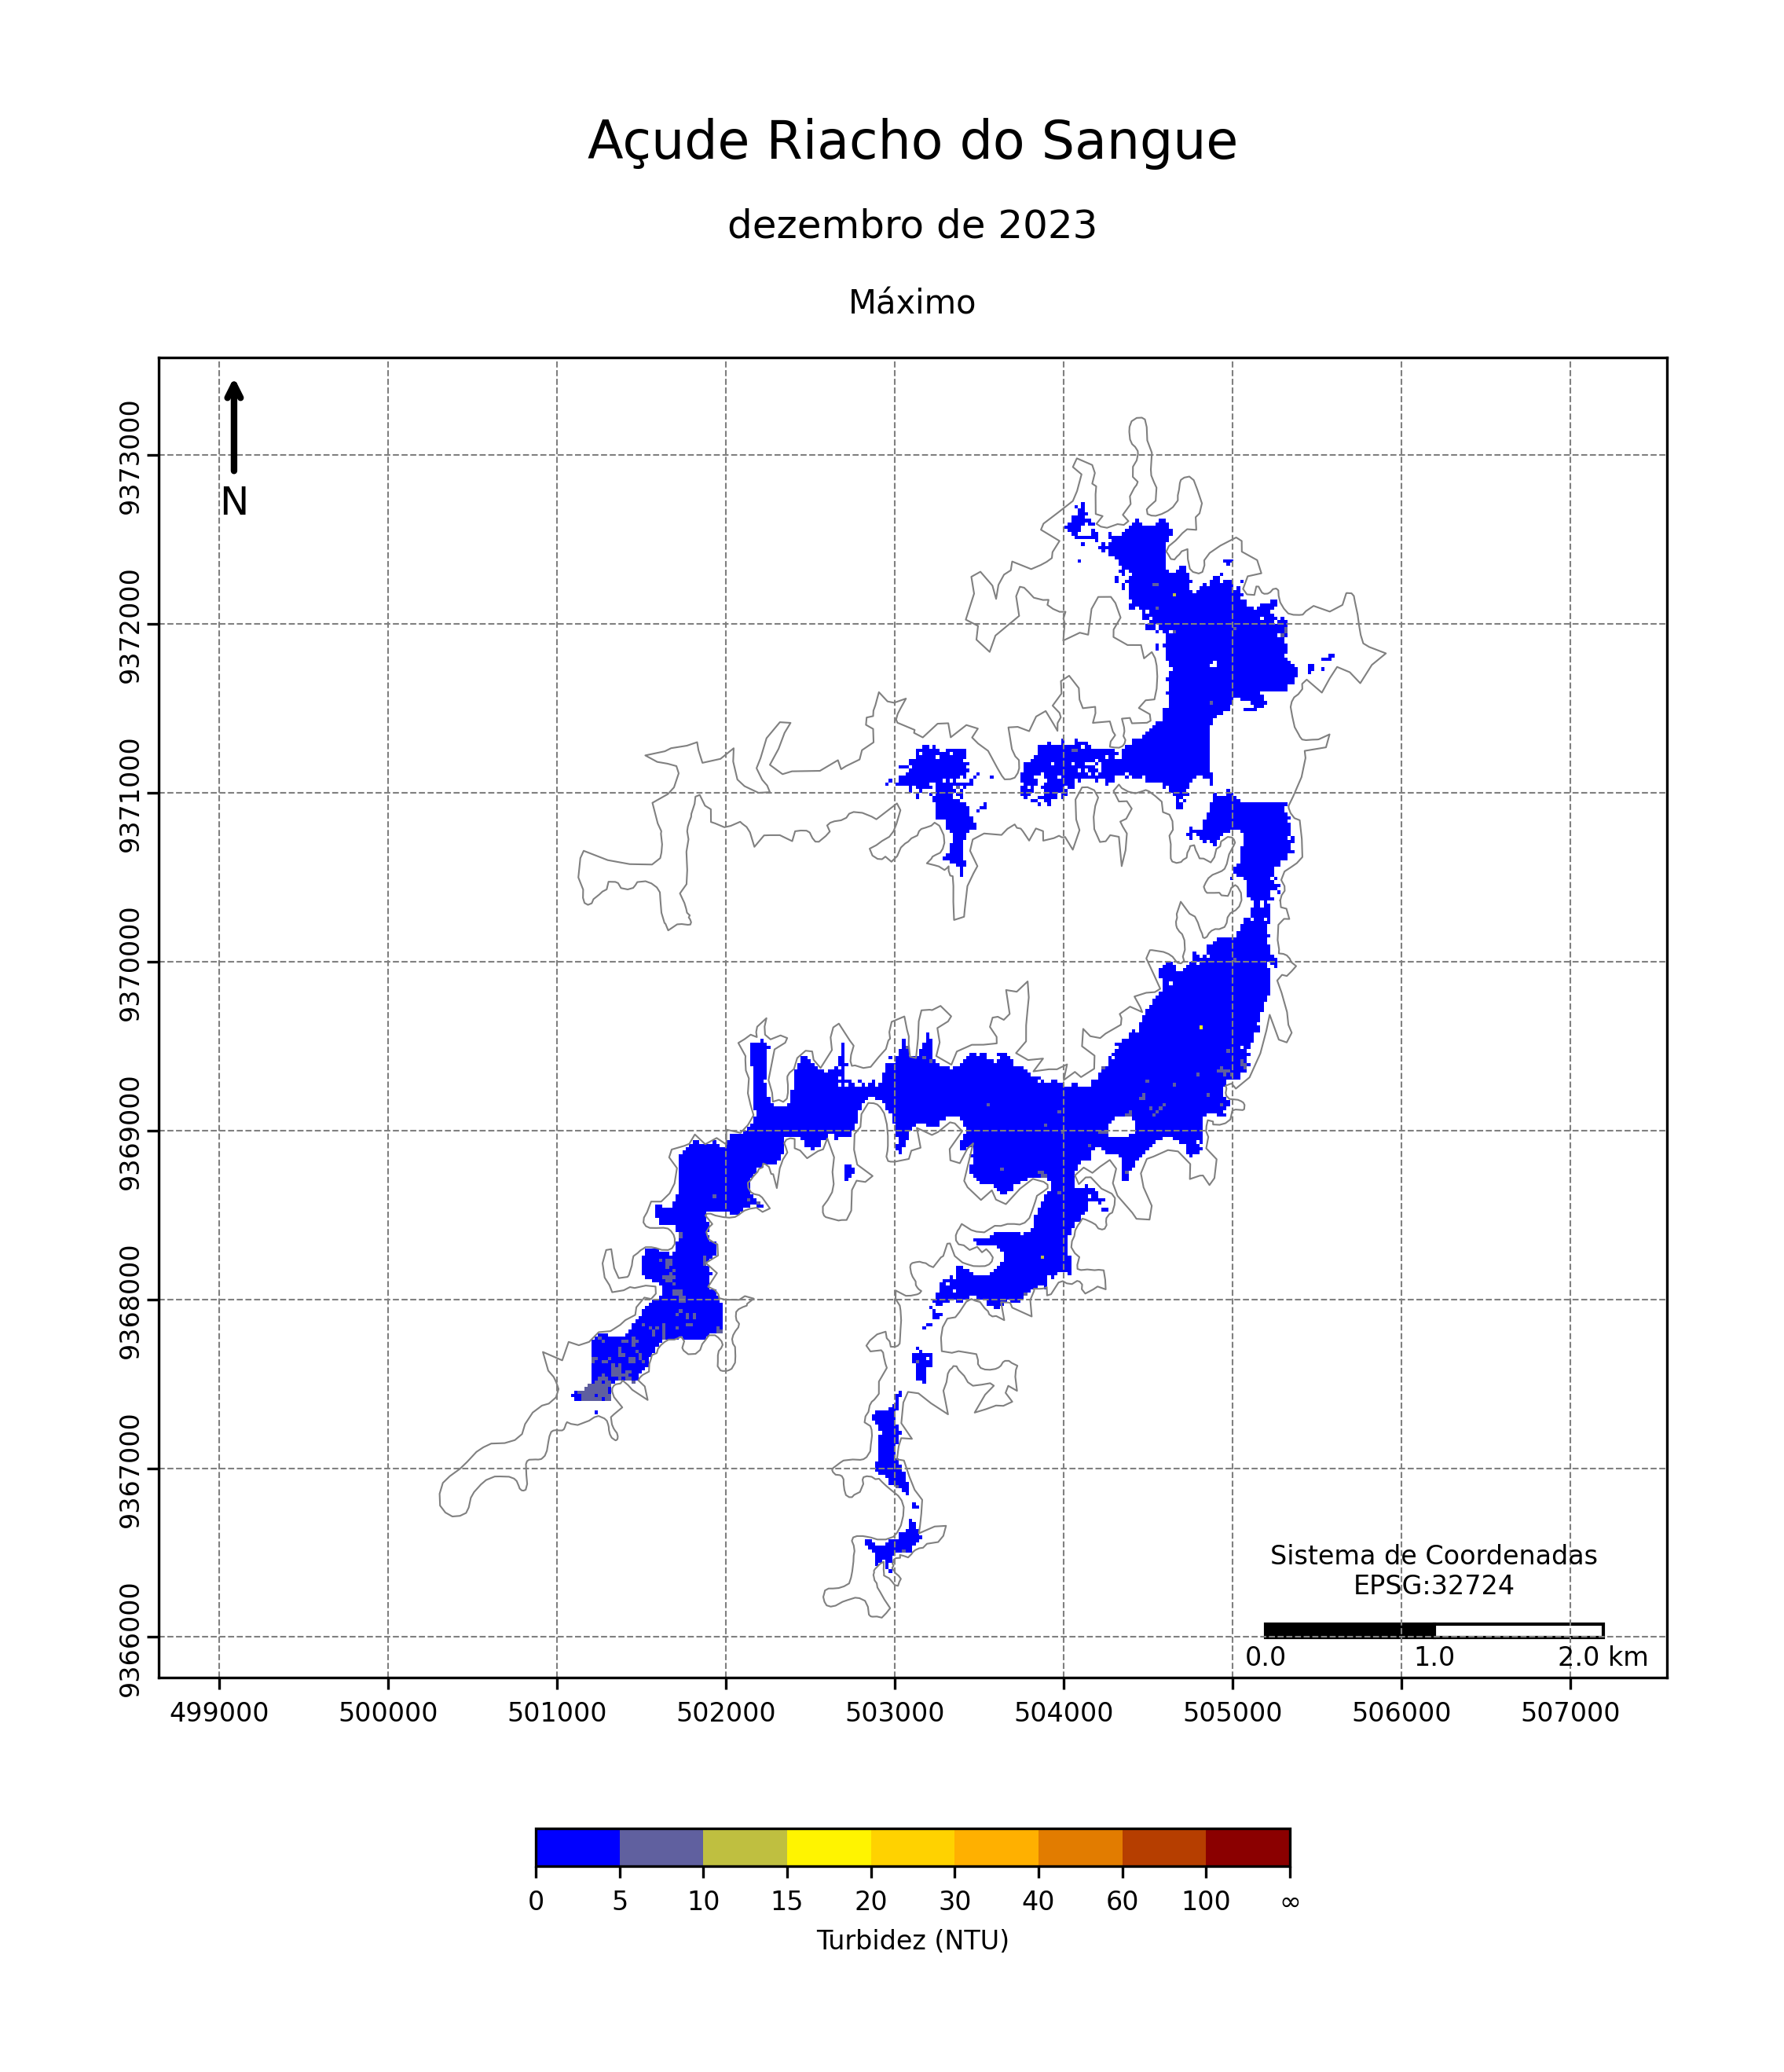 Açude Riacho do Sangue
dezembro de 2023
Máximo
N
9373000
9372000
9371000
9370000
9369000
9368000
9367000
9366000
Sistema de Coordenadas
EPSG:32724
0.0 1.0 2.0 km
499000 500000 501000 502000 503000 504000 505000 506000 507000
0 5 10 15 20 30 40 60 100 ∞
Turbidez (NTU)